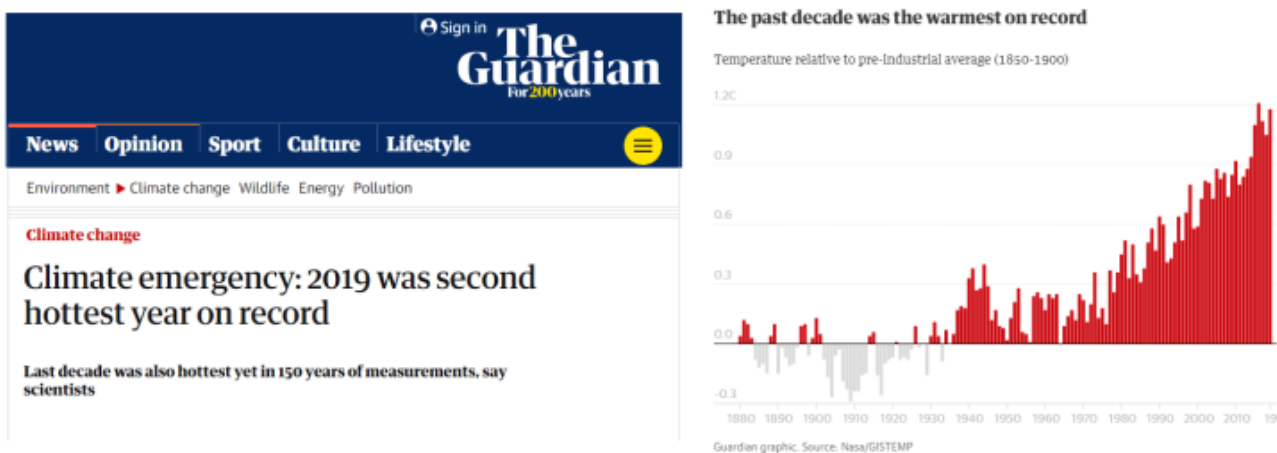 Sign in
The
Guardian
For 200 years
News Opinion Sport Culture Lifestyle
Environment Climate change Wildlife Energy Pollution
Climate change
Climate emergency: 2019 was second
hottest year on record
Last decade was also hottest yet in 150 years of measurements, say
scientists
The past decade was the warmest on record
Temperature relative to pre-industrial average (1850-1900)
1.2C
0.9
0.6
0.3
0.0
-0.3
1880 1890 1900 1910 1920 1930 1940 1950 1960 1970 1980 1990 2000 2010 19
Guardian graphic. Source: Nasa/GISTEMP